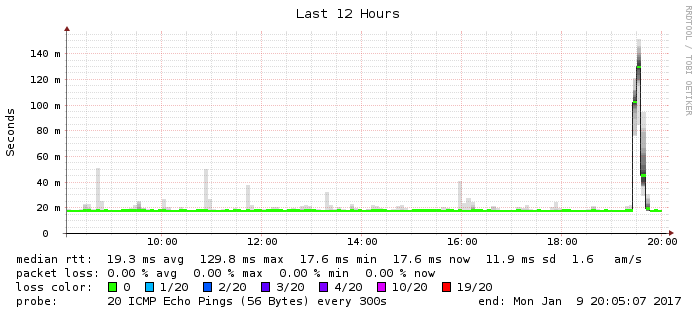 Last 12 Hours
RRDTOOL / TOBI OETIKER
Seconds
140 m
120 m
100 m
80 m
60 m
40 m
20 m
0
10:00 12:00 14:00 16:00 18:00 20:00
median rtt: 19.3 ms avg 129.8 ms max 17.6 ms min 17.6 ms now 11.9 ms sd 1.6 am/s
packet loss: 0.00 % avg 0.00 % max 0.00 % min 0.00 % now
loss color: 0 1/20 2/20 3/20 4/20 10/20 19/20
probe: 20 ICMP Echo Pings (56 Bytes) every 300s end: Mon Jan 9 20:05:07 2017